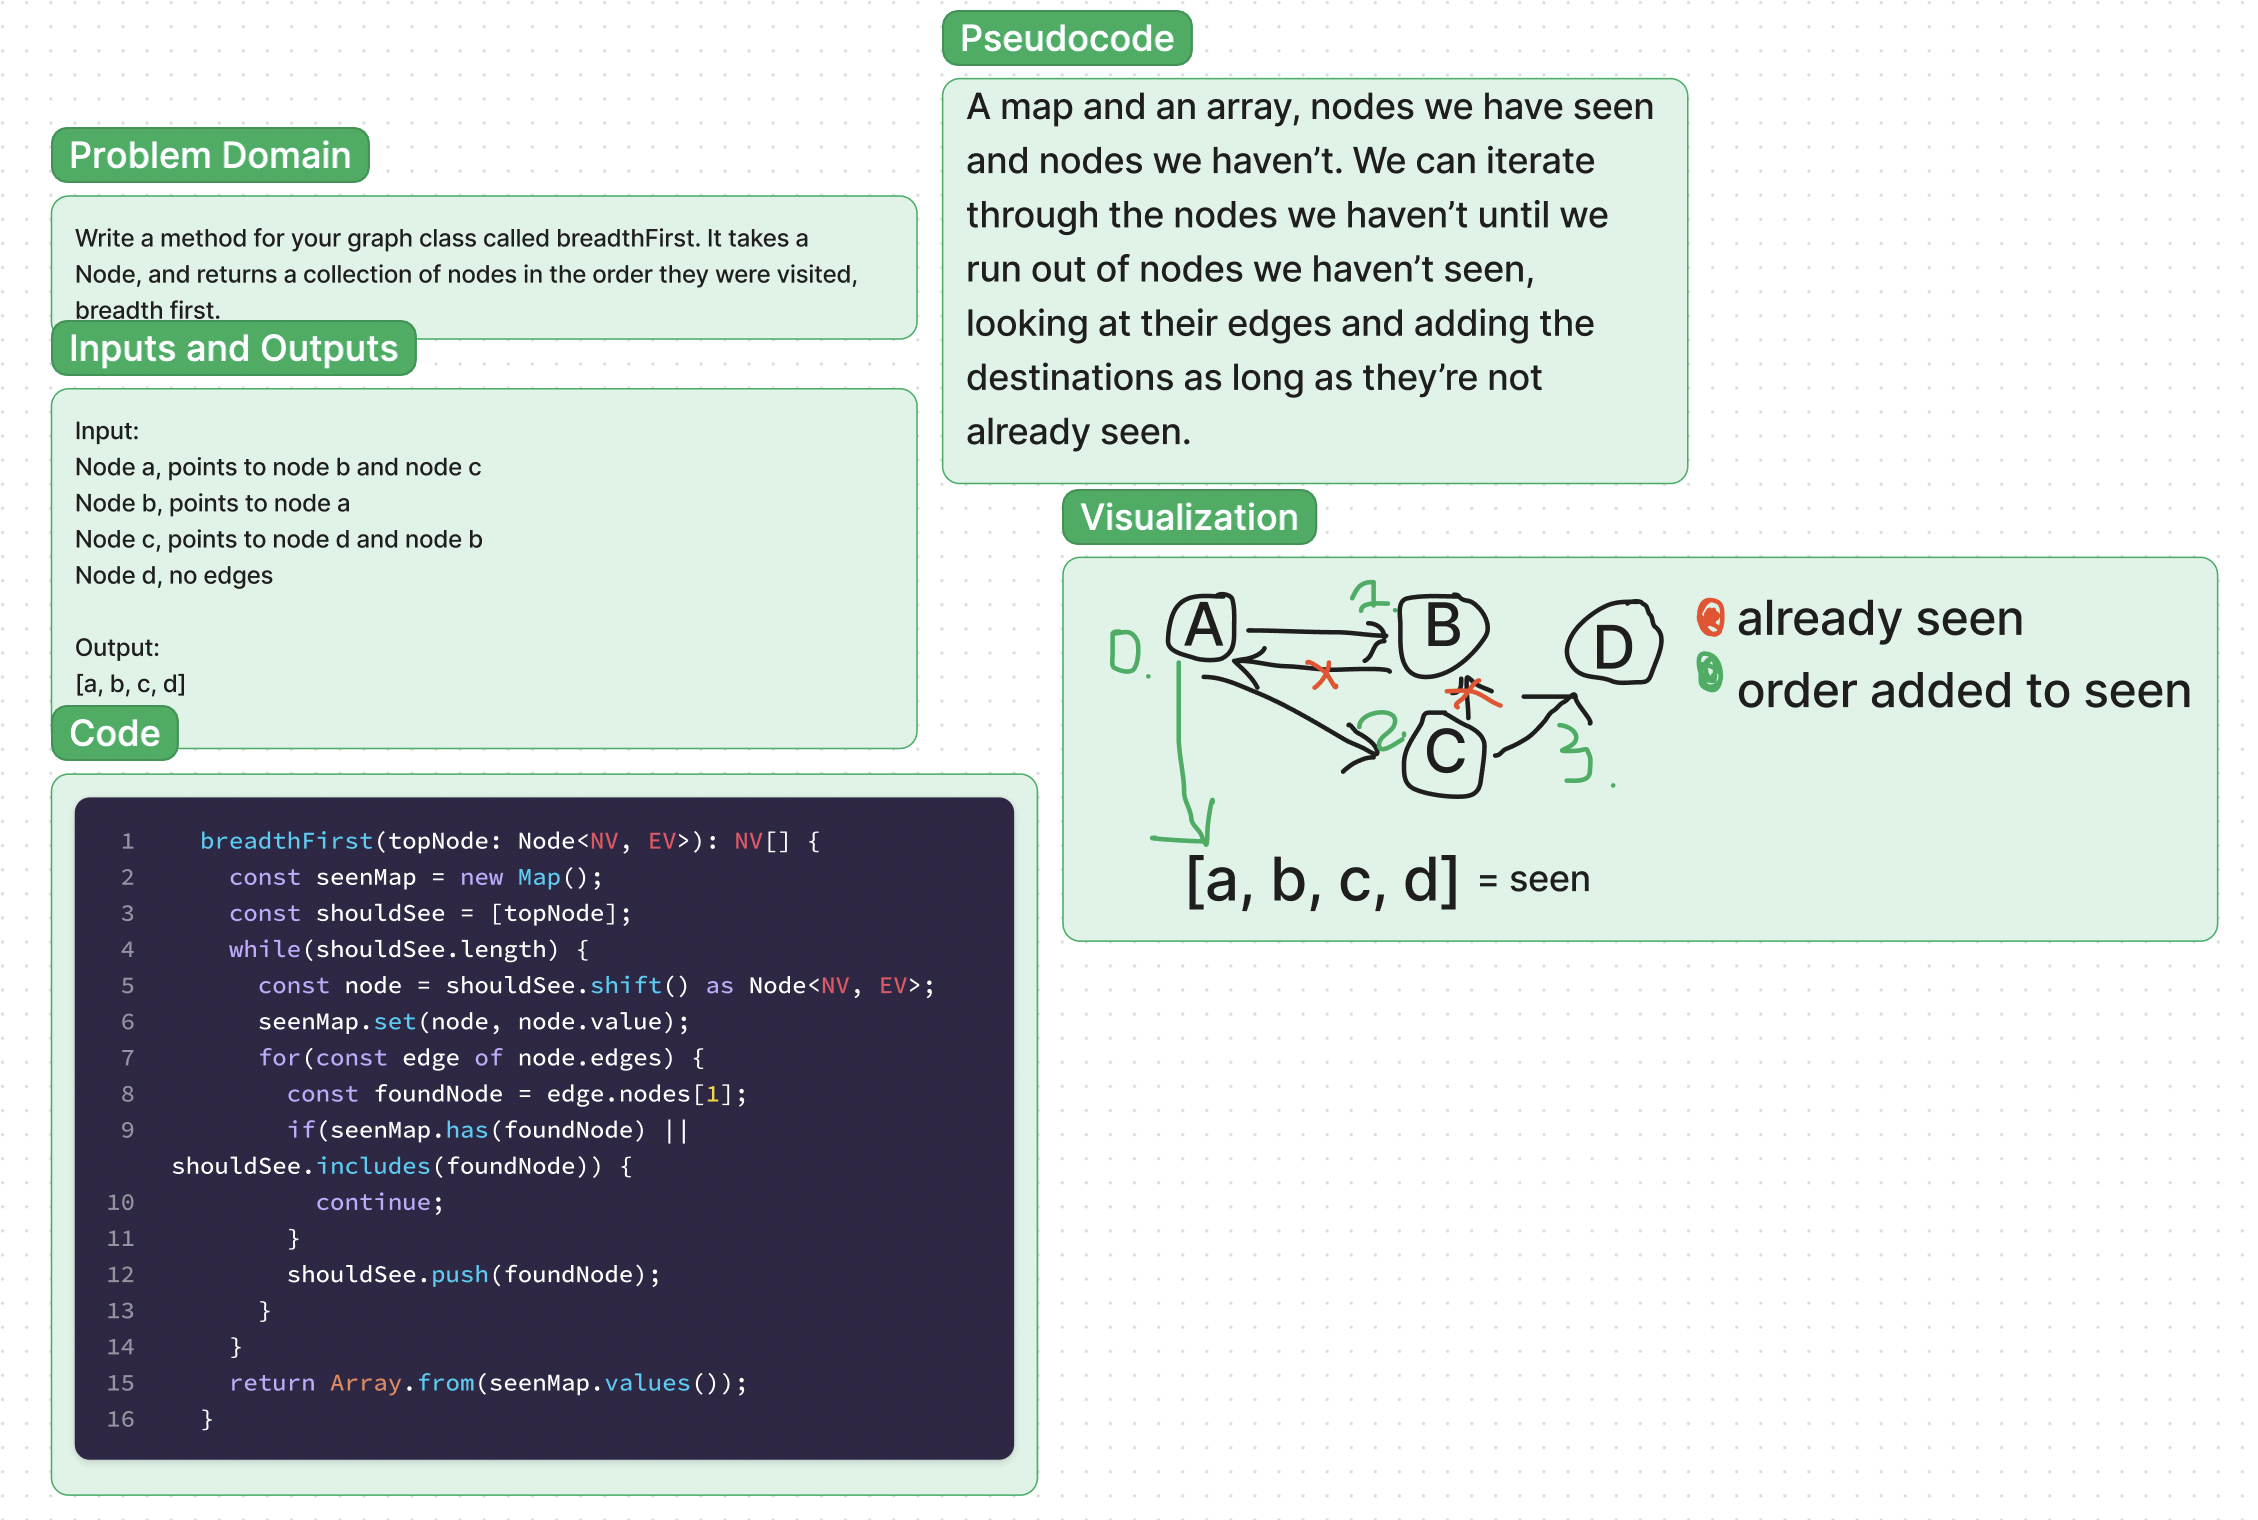 Problem Domain
Write a method for your graph class called breadthFirst. It takes a
Node, and returns a collection of nodes in the order they were visited,
breadth first.
Inputs and Outputs
Input:
Node a, points to node b and node c
Node b, points to node a
Node c, points to node d and node b
Node d, no edges
Output:
[a, b, c, d]
Code
1 breadthFirst(topNode: Node<NV, EV>): NV[] {
2 const seenMap = new Map();
3 const shouldSee = [topNode];
4 while(shouldSee.length) {
5 const node = shouldSee.shift() as Node<NV, EV>;
6 seenMap.set(node, node.value);
7 for(const edge of node.edges) {
8 const foundNode = edge.nodes[1];
9 if(seenMap.has(foundNode) ||
shouldSee.includes(foundNode)) {
10 continue;
11 }
12 shouldSee.push(foundNode);
13 }
14 }
15 return Array.from(seenMap.values());
16 }
Pseudocode
A map and an array, nodes we have seen
and nodes we haven’t. We can iterate
through the nodes we haven’t until we
run out of nodes we haven’t seen,
looking at their edges and adding the
destinations as long as they’re not
already seen.
Visualization
0. A 1. B D
2. C 3.
already seen
order added to seen
[a, b, c, d] = seen